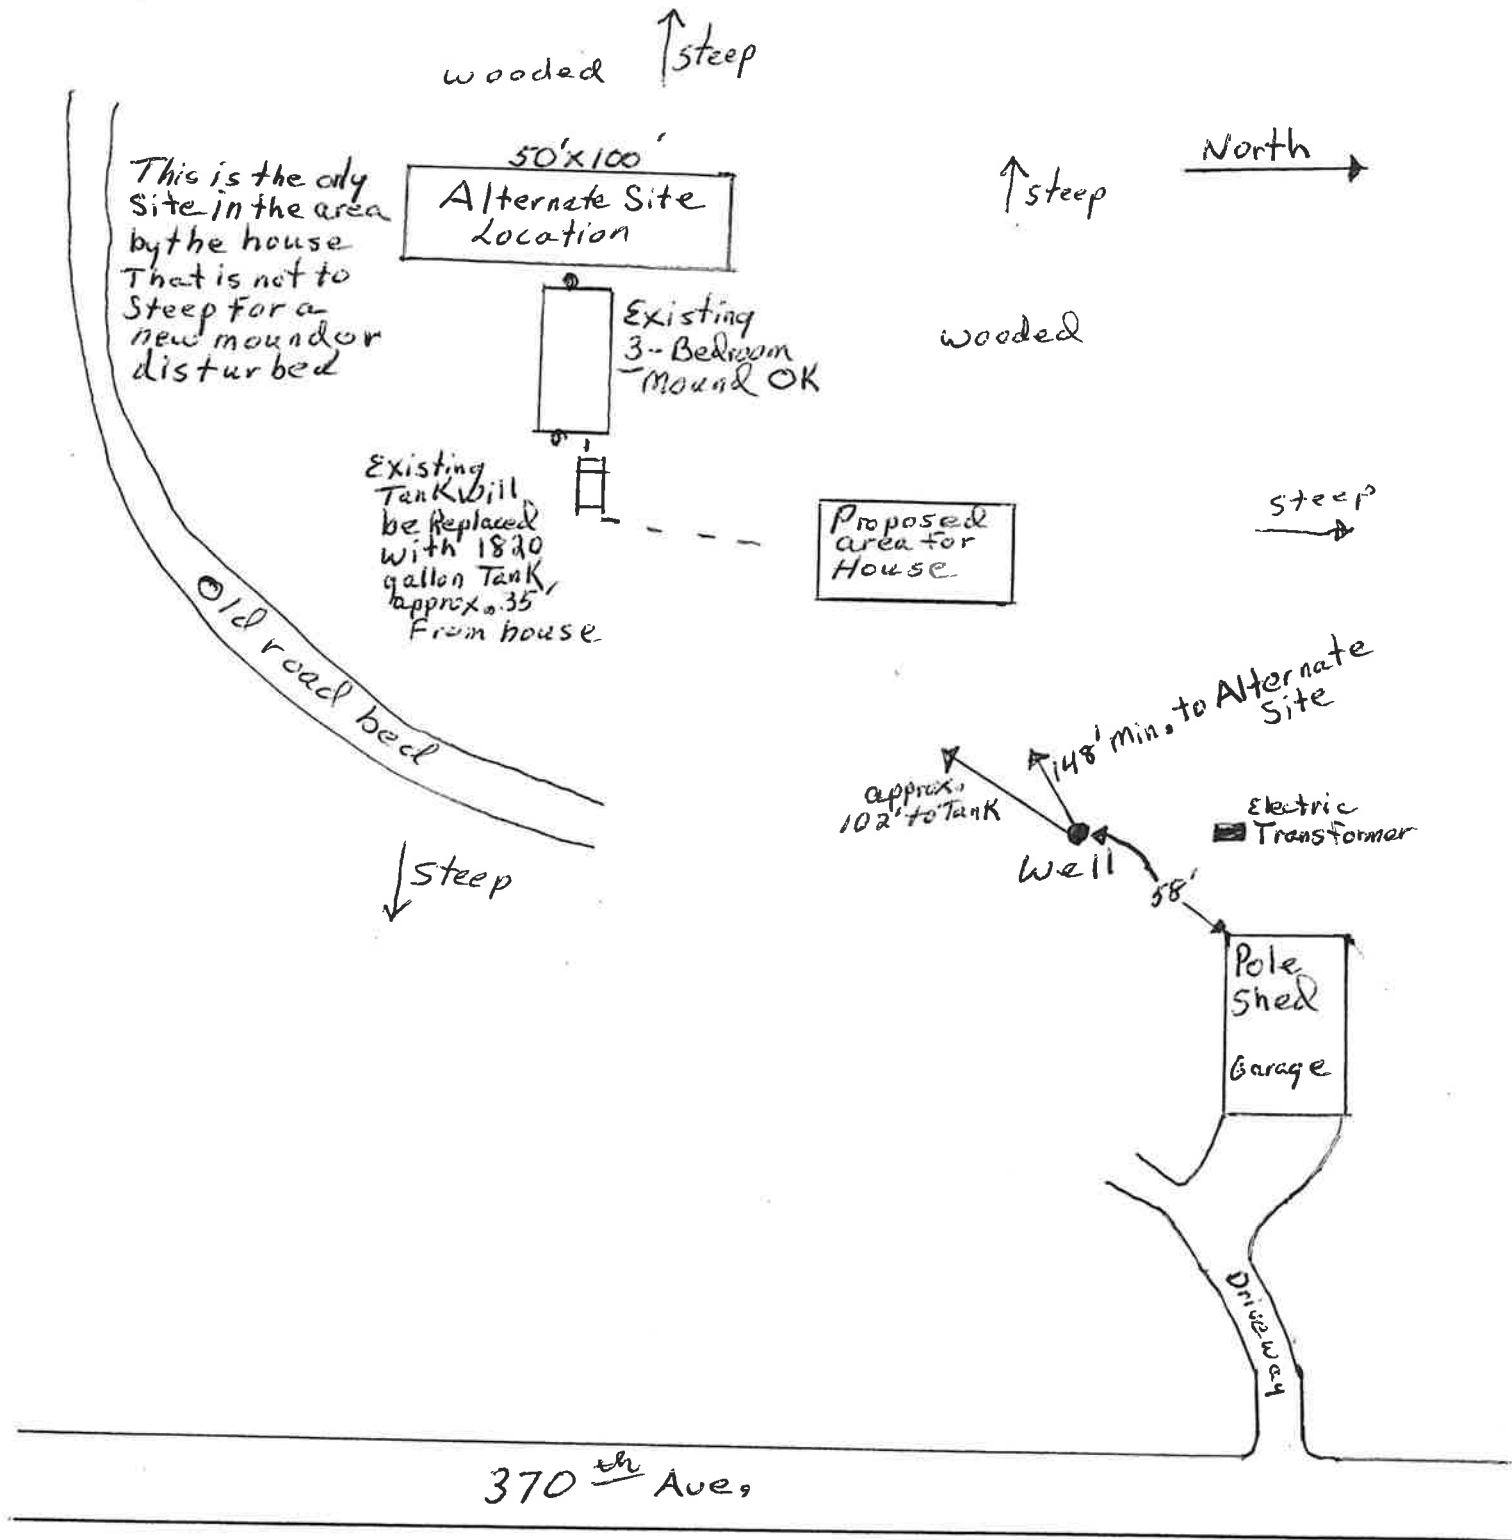 wooded
steep
50'x100'
Alternate Site
Location
This is the only
Site in the area
by the house
That is not to
Steep for a
new mound or
disturbed
North
steep
Existing
3-Bedroom
Mound OK
wooded
Existing
Tank Will
be Replaced
with 1820
gallon Tank,
approx. 35'
From house
Proposed
area for
House
steep
Old road bed
148' min. to Alternate
Site
approx.
102' to Tank
Electric
Transformer
Well
58'
steep
Pole
Shed
Garage
Driveway
370th Ave.